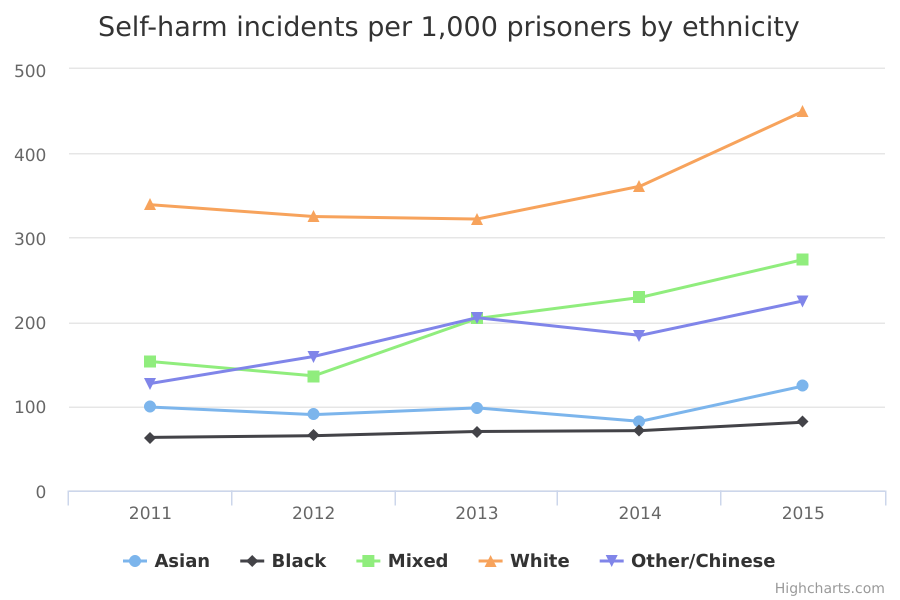 Self-harm incidents per 1,000 prisoners by ethnicity
500
400
300
200
100
0
2011 2012 2013 2014 2015
Asian Black Mixed White Other/Chinese
Highcharts.com